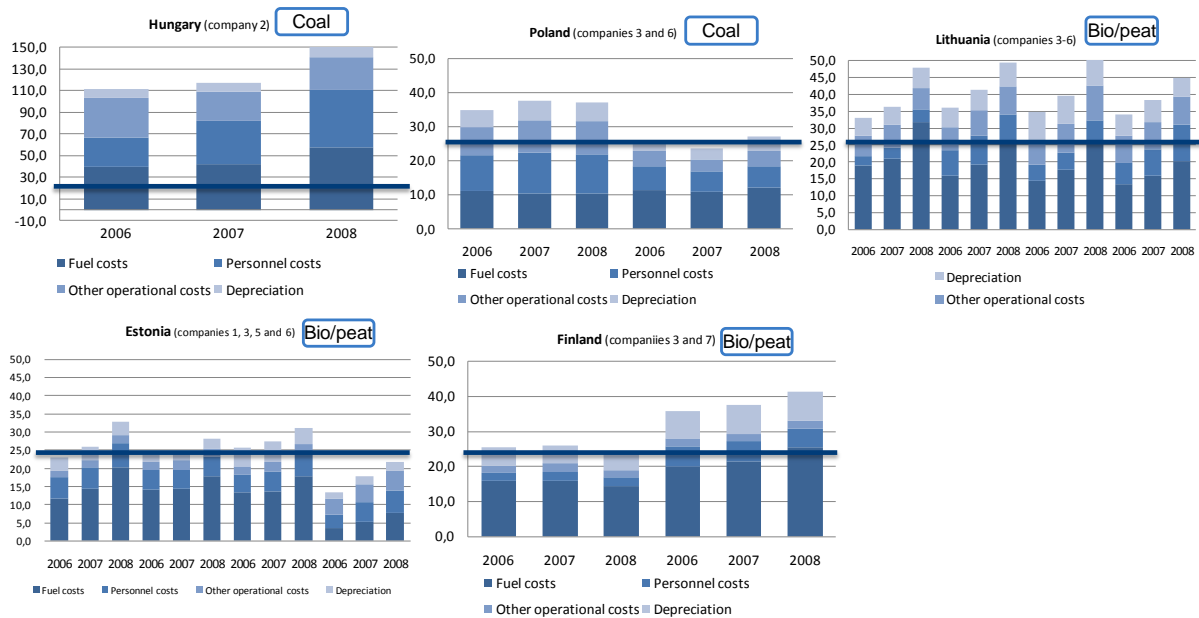 Hungary (company 2) Coal
150,0
130,0
110,0
90,0
70,0
50,0
30,0
10,0
-10,0
2006 2007 2008
Fuel costs Personnel costs
Other operational costs Depreciation
Poland (companies 3 and 6) Coal
50,0
40,0
30,0
20,0
10,0
0,0
2006 2007 2008 2006 2007 2008
Fuel costs Personnel costs
Other operational costs Depreciation
Lithuania (companies 3-6) Bio/peat
50,0
45,0
40,0
35,0
30,0
25,0
20,0
15,0
10,0
5,0
0,0
2006 2007 2008 2006 2007 2008 2006 2007 2008 2006 2007 2008
Depreciation
Other operational costs
Estonia (companies 1, 3, 5 and 6) Bio/peat
50,0
45,0
40,0
35,0
30,0
25,0
20,0
15,0
10,0
5,0
0,0
2006 2007 2008 2006 2007 2008 2006 2007 2008 2006 2007 2008
Fuel costs Personnel costs Other operational costs Depreciation
Finland (companiies 3 and 7) Bio/peat
50,0
40,0
30,0
20,0
10,0
0,0
2006 2007 2008 2006 2007 2008
Fuel costs Personnel costs
Other operational costs Depreciation